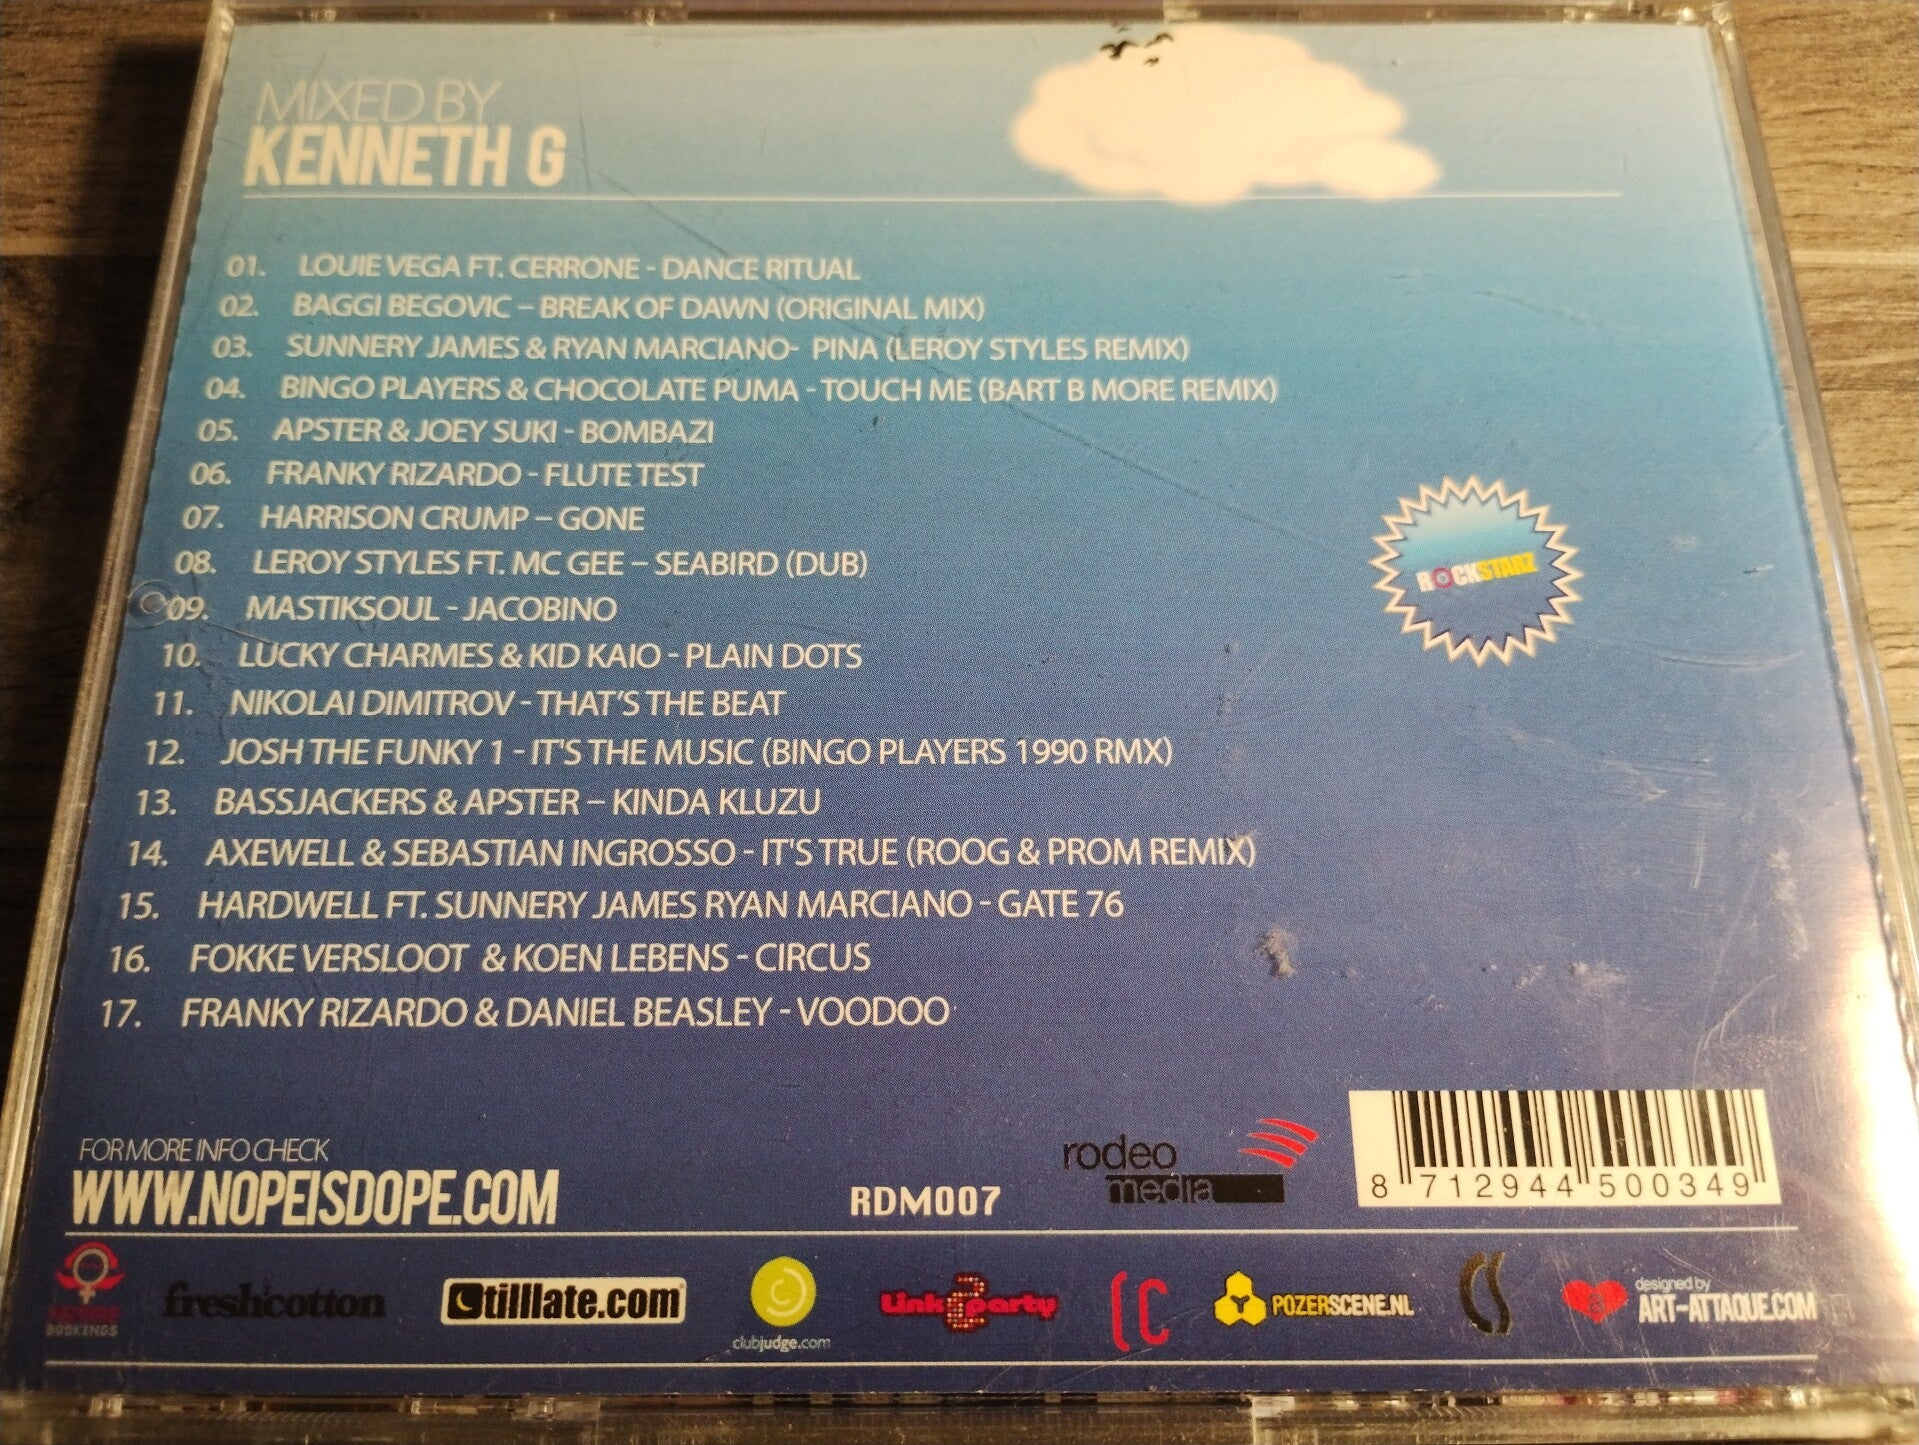 MIXED BY
KENNETH G
01. LOUIE VEGA FT. CERRONE - DANCE RITUAL
02. BAGGI BEGOVIC – BREAK OF DAWN (ORIGINAL MIX)
03. SUNNERY JAMES & RYAN MARCIANO- PINA (LEROY STYLES REMIX)
04. BINGO PLAYERS & CHOCOLATE PUMA - TOUCH ME (BART B MORE REMIX)
05. APSTER & JOEY SUKI - BOMBAZI
06. FRANKY RIZARDO - FLUTE TEST
07. HARRISON CRUMP – GONE
08. LEROY STYLES FT. MC GEE – SEABIRD (DUB)
09. MASTIKSOUL - JACOBINO
10. LUCKY CHARMES & KID KAIO - PLAIN DOTS
11. NIKOLAI DIMITROV - THAT'S THE BEAT
12. JOSH THE FUNKY 1 - IT'S THE MUSIC (BINGO PLAYERS 1990 RMX)
13. BASSJACKERS & APSTER – KINDA KLUZU
14. AXEWELL & SEBASTIAN INGROSSO - IT'S TRUE (ROOG & PROM REMIX)
15. HARDWELL FT. SUNNERY JAMES RYAN MARCIANO - GATE 76
16. FOKKE VERSLOOT & KOEN LEBENS - CIRCUS
17. FRANKY RIZARDO & DANIEL BEASLEY - VOODOO
ROCKSTARZ
FOR MORE INFO CHECK
WWW.NOPEISDOPE.COM
RDM007
rodeo
media
8 712944 500349
BOOKINGS
fresh'cotton
tilllate.com
clubjudge.com
Link2party
POZERSCENE.NL
designed by
ART-ATTAQUE.COM